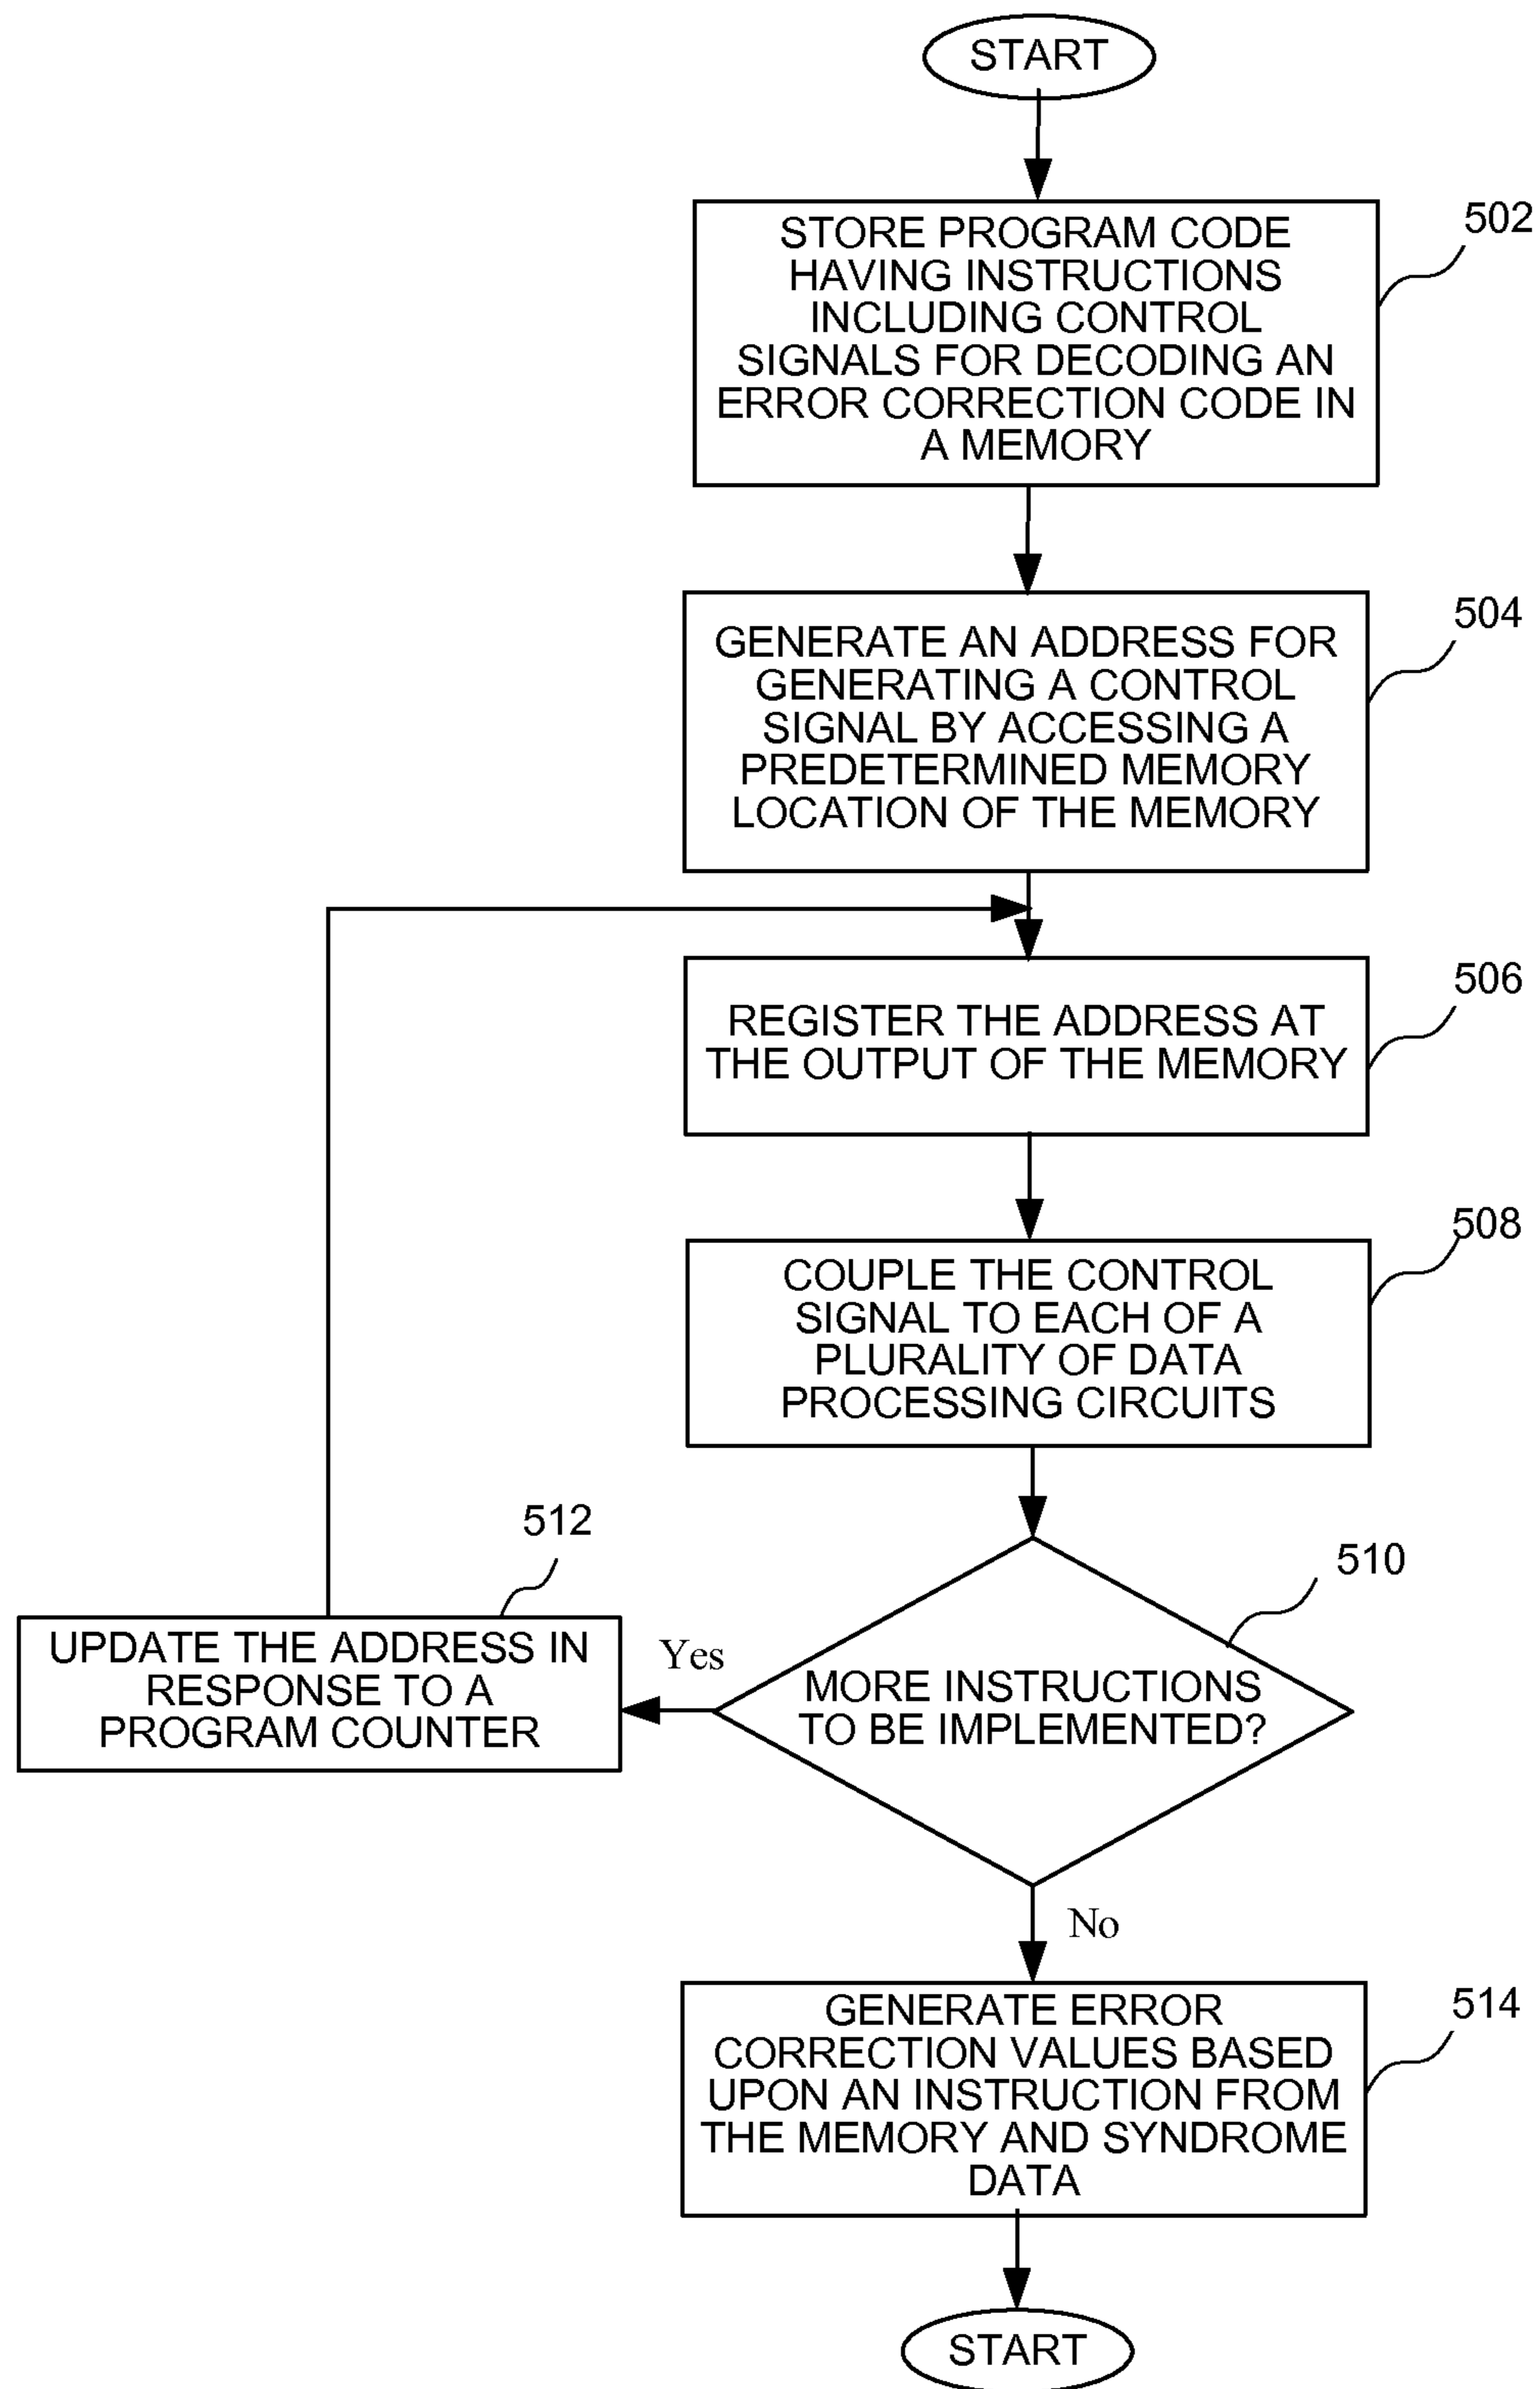 START
STORE PROGRAM CODE
HAVING INSTRUCTIONS
INCLUDING CONTROL
SIGNALS FOR DECODING AN
ERROR CORRECTION CODE IN
A MEMORY
502
GENERATE AN ADDRESS FOR
GENERATING A CONTROL
SIGNAL BY ACCESSING A
PREDETERMINED MEMORY
LOCATION OF THE MEMORY
504
REGISTER THE ADDRESS AT
THE OUTPUT OF THE MEMORY
506
COUPLE THE CONTROL
SIGNAL TO EACH OF A
PLURALITY OF DATA
PROCESSING CIRCUITS
508
MORE INSTRUCTIONS
TO BE IMPLEMENTED?
510
Yes
UPDATE THE ADDRESS IN
RESPONSE TO A
PROGRAM COUNTER
512
No
GENERATE ERROR
CORRECTION VALUES BASED
UPON AN INSTRUCTION FROM
THE MEMORY AND SYNDROME
DATA
514
START